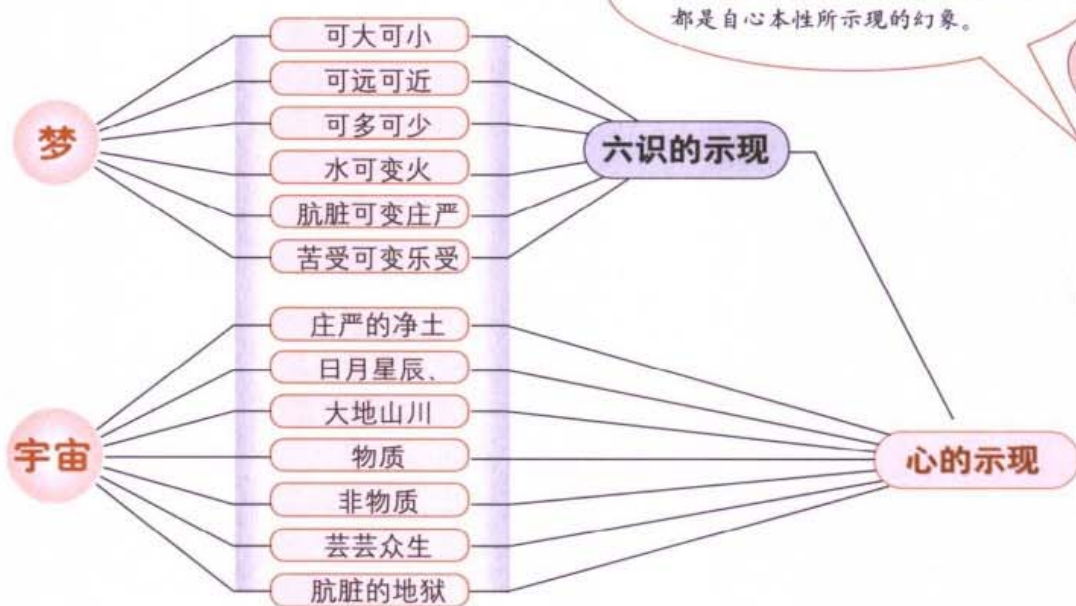 都是自心本性所示现的幻象。
梦
可大可小
可远可近
可多可少
水可变火
肮脏可变庄严
苦受可变乐受
六识的示现
宇宙
庄严的净土
日月星辰、
大地山川
物质
非物质
芸芸众生
肮脏的地狱
心的示现